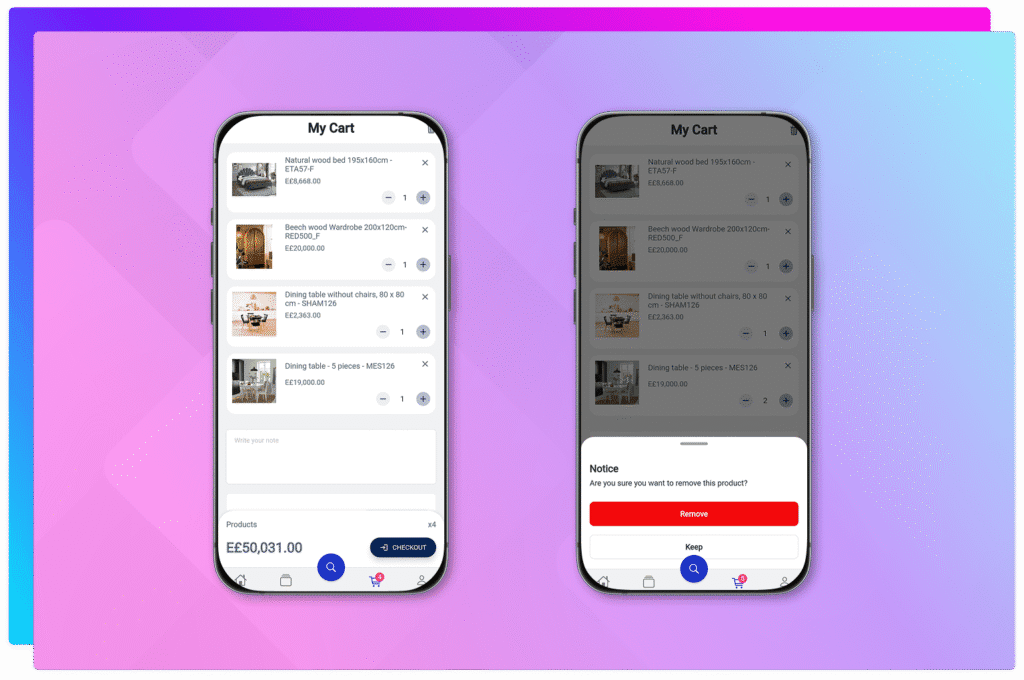 My Cart
Natural wood bed 195x160cm -
ETA57-F
E£8,668.00
1
Beech wood Wardrobe 200x120cm-
RED500_F
E£20,000.00
1
Dining table without chairs, 80 x 80
cm - SHAM126
E£2,363.00
1
Dining table - 5 pieces - MES126
E£19,000.00
1
Write your note
Products x4
E£50,031.00 CHECKOUT
4
My Cart
Natural wood bed 195x160cm -
ETA57-F
E£8,668.00
1
Beech wood Wardrobe 200x120cm-
RED500_F
E£20,000.00
1
Dining table without chairs, 80 x 80
cm - SHAM126
E£2,363.00
1
Dining table - 5 pieces - MES126
E£19,000.00
2
Notice
Are you sure you want to remove this product?
Remove
Keep